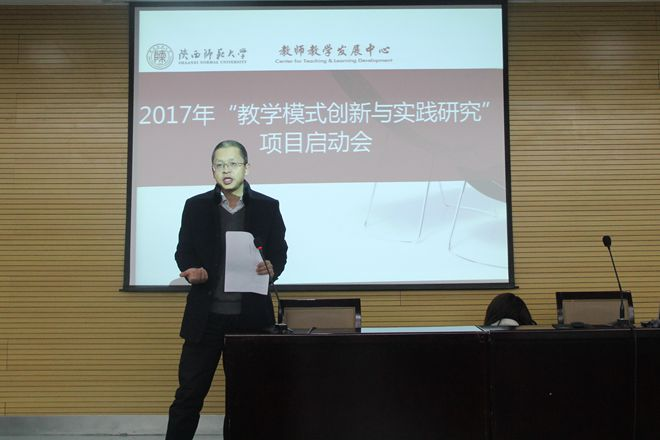 陕西师范大学
SHAANXI NORMAL UNIVERSITY
教师教学发展中心
Center for Teaching & Learning Development
2017年“教学模式创新与实践研究”
项目启动会